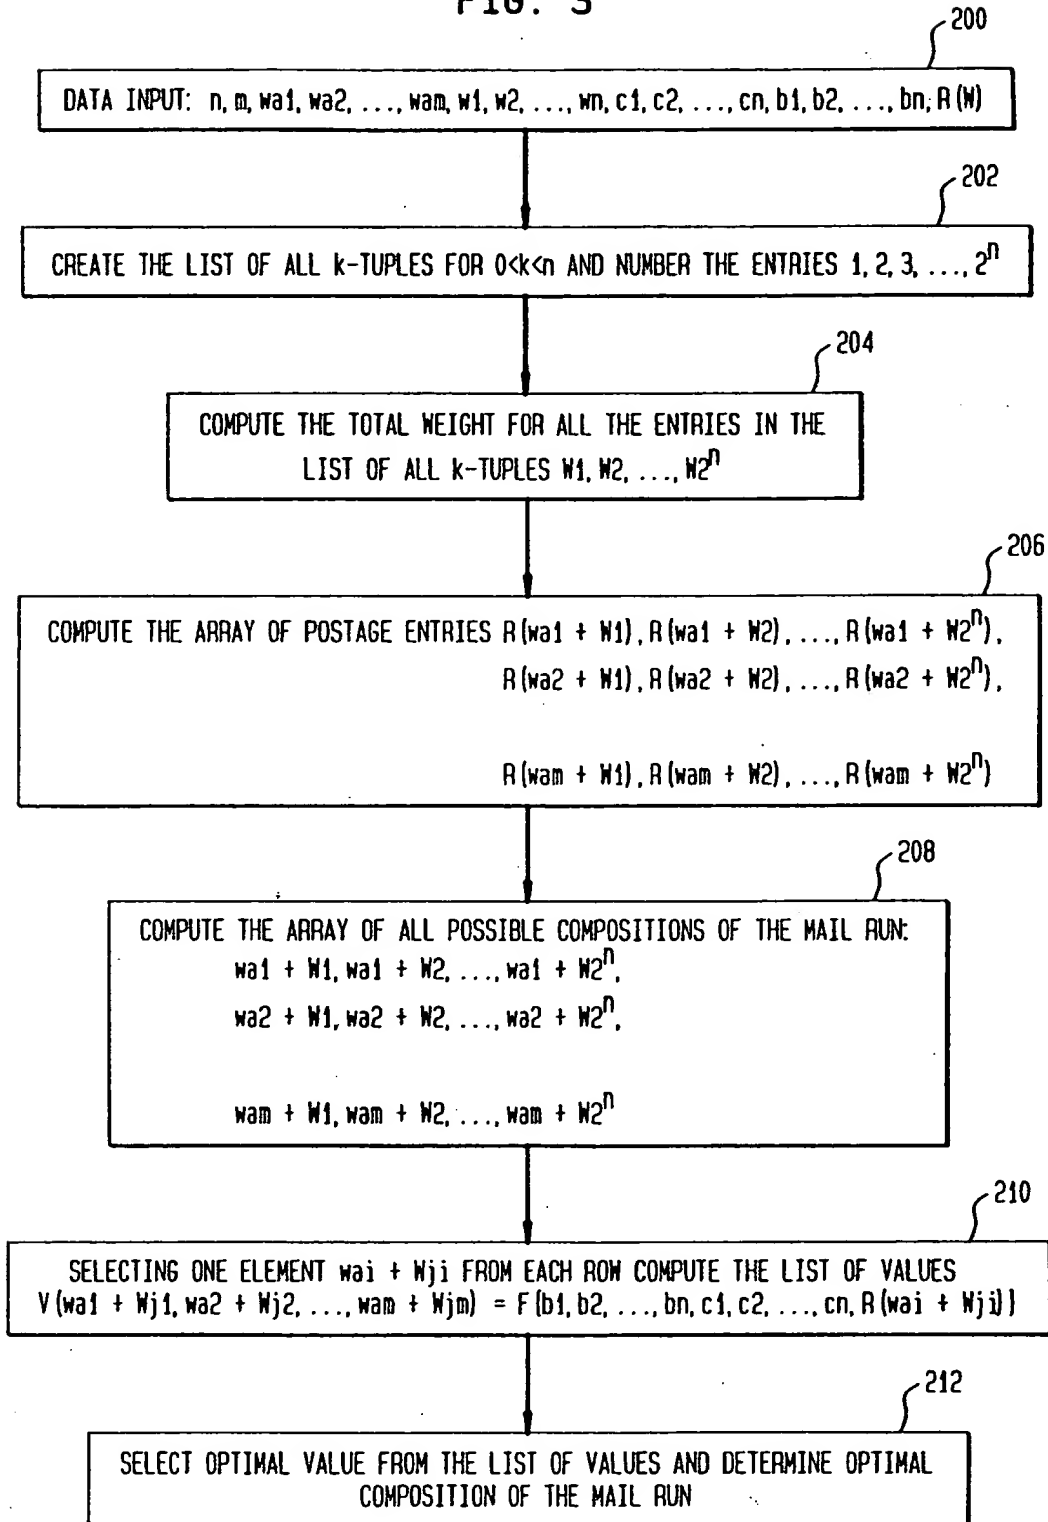 FIG. 3
200
DATA INPUT: n, m, wa1, wa2, ..., wam, w1, w2, ..., wn, c1, c2, ..., cn, b1, b2, ..., bn, R(W)
202
CREATE THE LIST OF ALL k-TUPLES FOR 0<k<n AND NUMBER THE ENTRIES 1, 2, 3, ..., 2^n
204
COMPUTE THE TOTAL WEIGHT FOR ALL THE ENTRIES IN THE
LIST OF ALL k-TUPLES W1, W2, ..., W2^n
206
COMPUTE THE ARRAY OF POSTAGE ENTRIES R(wa1 + W1), R(wa1 + W2), ..., R(wa1 + W2^n),
R(wa2 + W1), R(wa2 + W2), ..., R(wa2 + W2^n),
R(wam + W1), R(wam + W2), ..., R(wam + W2^n)
208
COMPUTE THE ARRAY OF ALL POSSIBLE COMPOSITIONS OF THE MAIL RUN:
wa1 + W1, wa1 + W2, ..., wa1 + W2^n,
wa2 + W1, wa2 + W2, ..., wa2 + W2^n,
wam + W1, wam + W2, ..., wam + W2^n
210
SELECTING ONE ELEMENT wai + Wji FROM EACH ROW COMPUTE THE LIST OF VALUES
V(wa1 + Wj1, wa2 + Wj2, ..., wam + Wjm) = F{b1, b2, ..., bn, c1, c2, ..., cn, R(wai + Wji)}
212
SELECT OPTIMAL VALUE FROM THE LIST OF VALUES AND DETERMINE OPTIMAL
COMPOSITION OF THE MAIL RUN